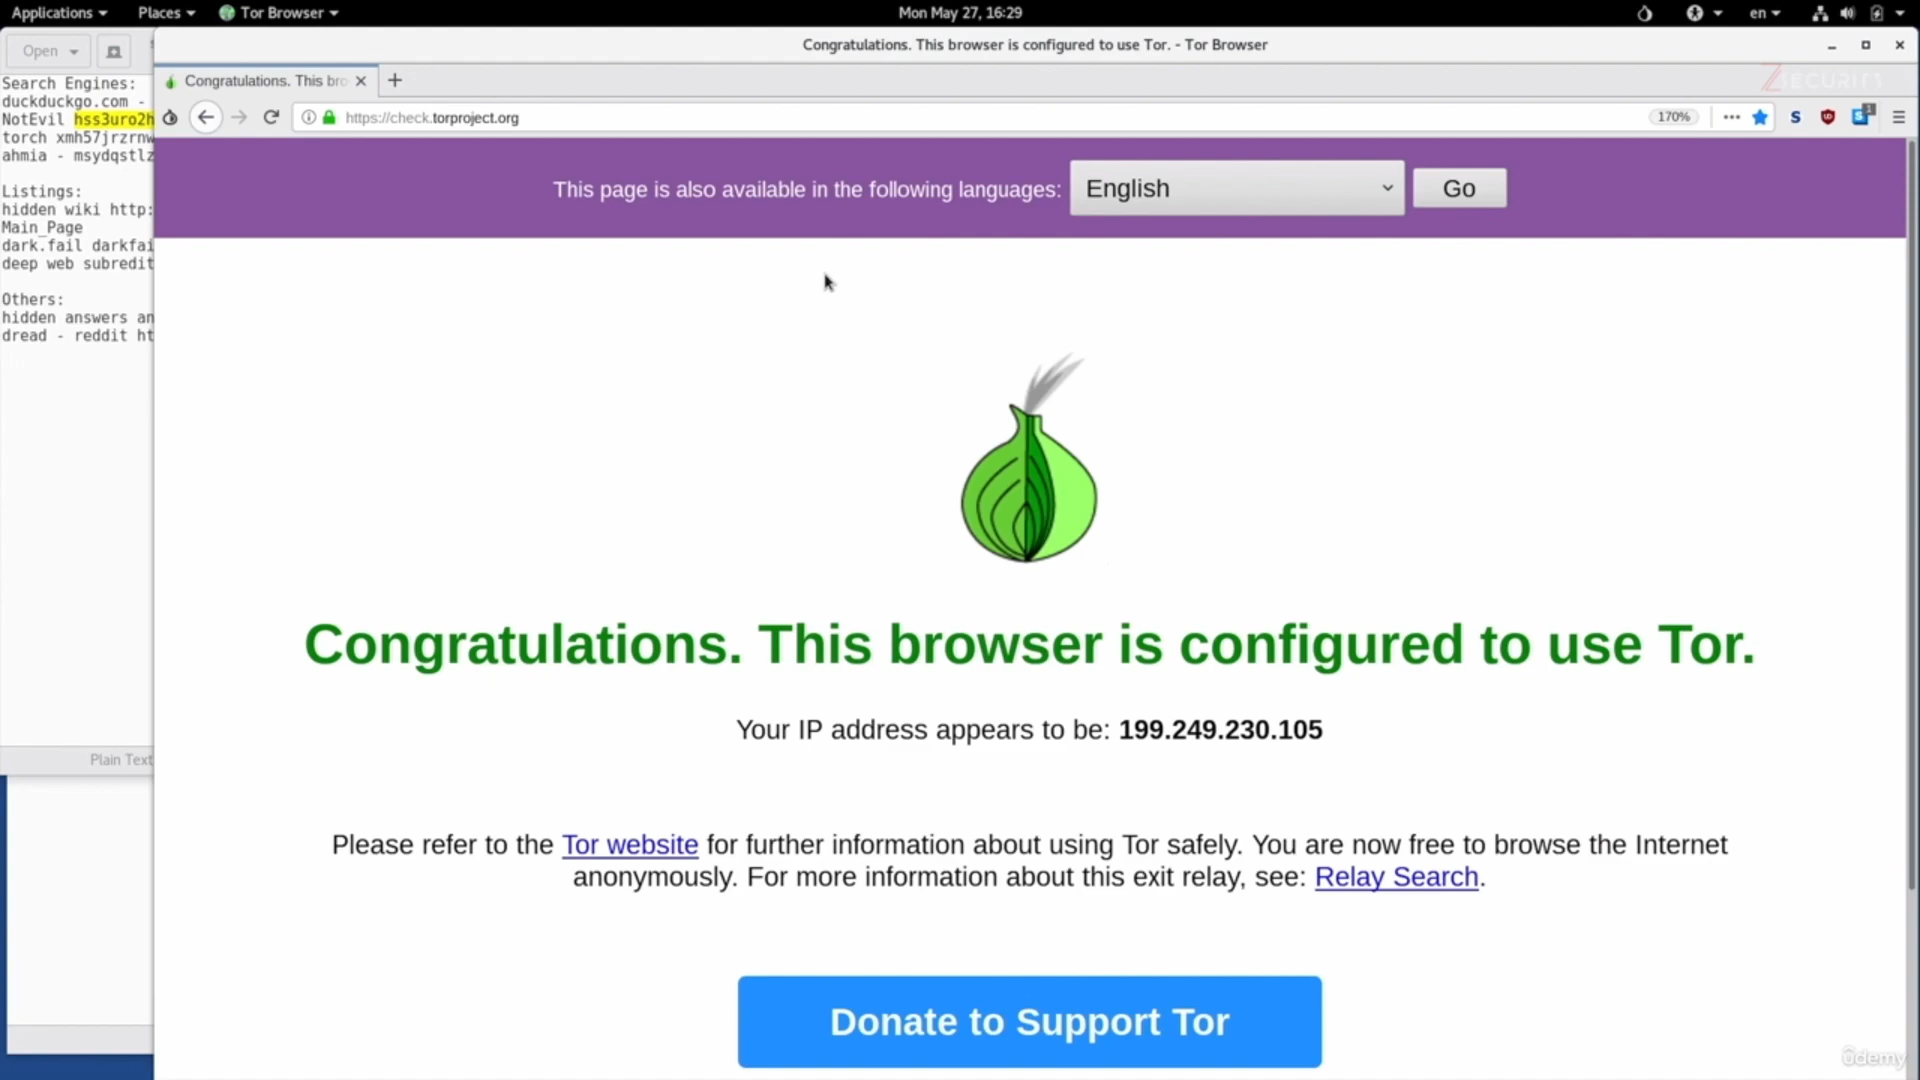 Applications Places Tor Browser Mon May 27, 16:29 en
Open
Congratulations. This browser is configured to use Tor. - Tor Browser
Congratulations. This bro
https://check.torproject.org 170%
Search Engines:
duckduckgo.com -
NotEvil hss3uro2h
torch xmh57jrzrnw
ahmia - msydqstlz
Listings:
hidden wiki http:
Main_Page
dark.fail darkfai
deep web subredit
Others:
hidden answers an
dread - reddit ht
Plain Text
This page is also available in the following languages: English Go
Congratulations. This browser is configured to use Tor.
Your IP address appears to be: 199.249.230.105
Please refer to the Tor website for further information about using Tor safely. You are now free to browse the Internet
anonymously. For more information about this exit relay, see: Relay Search.
Donate to Support Tor
ZSECURITY
udemy